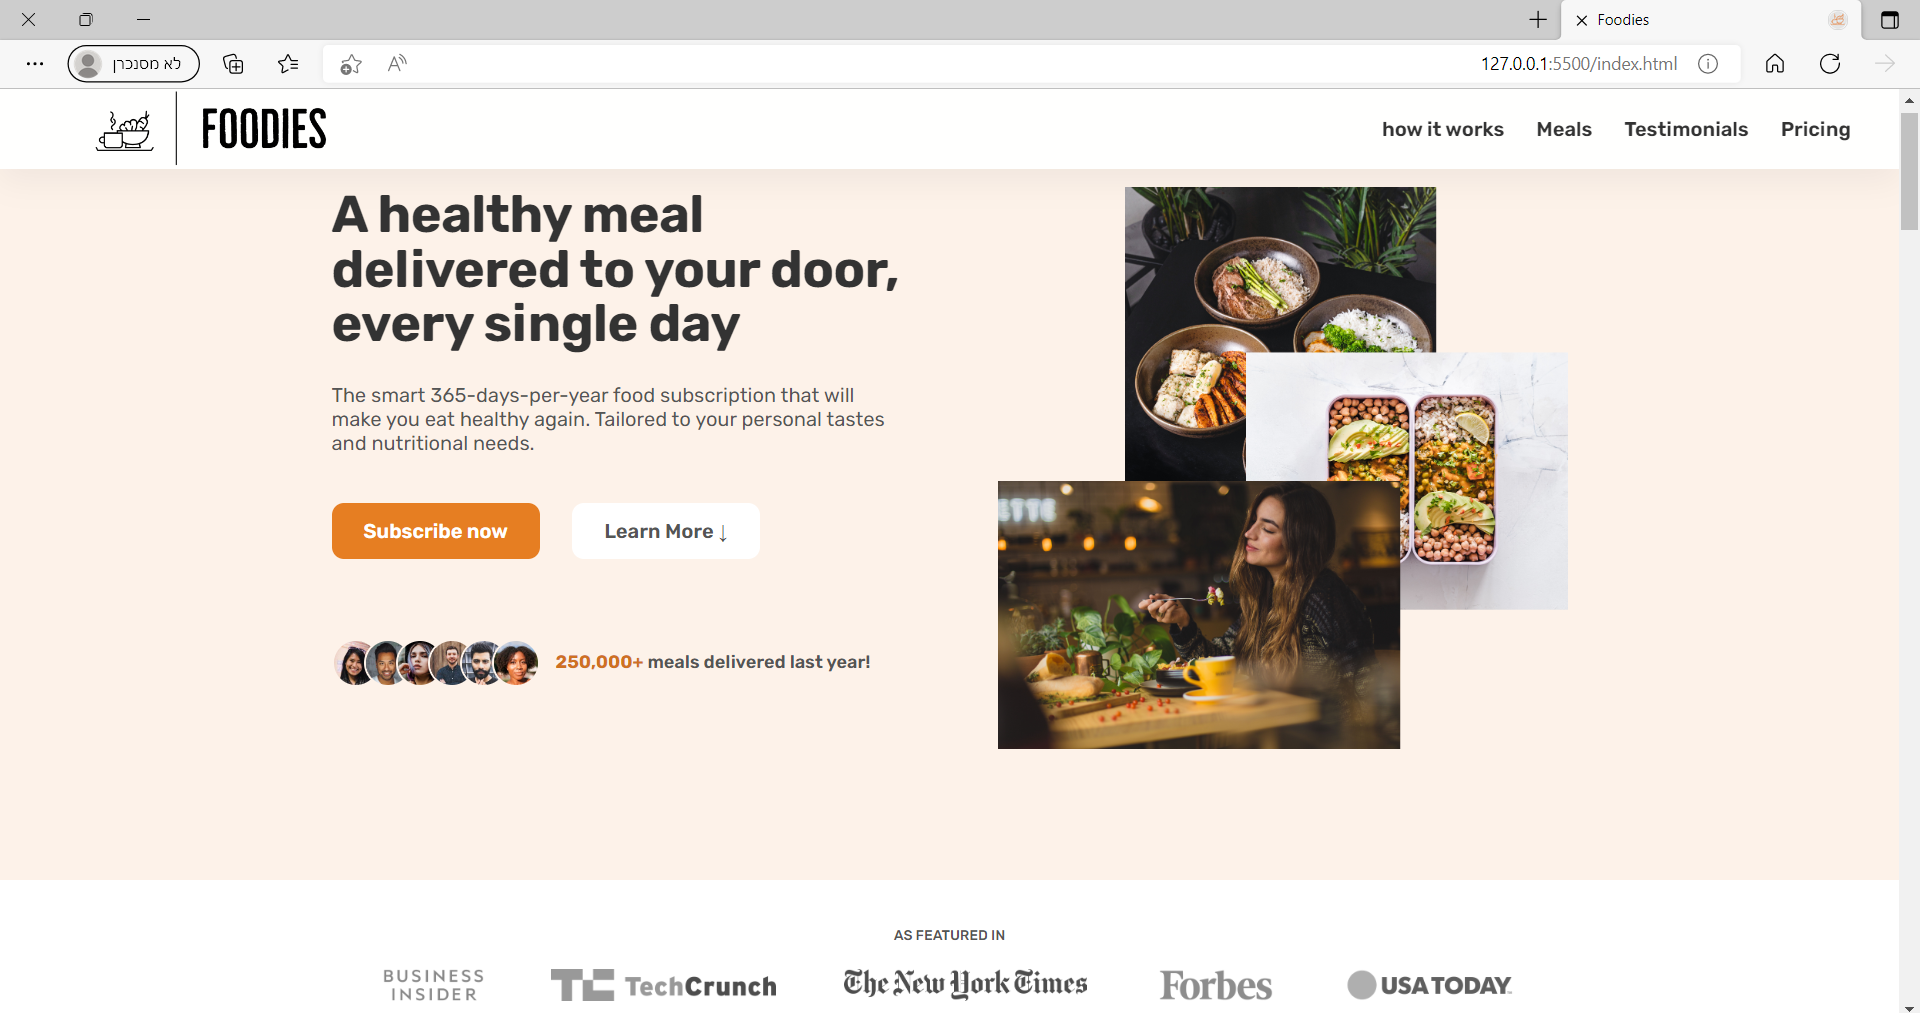 Foodies
לא מסנכרן
127.0.0.1:5500/index.html
FOODIES
how it works
Meals
Testimonials
Pricing
A healthy meal
delivered to your door,
every single day
The smart 365-days-per-year food subscription that will
make you eat healthy again. Tailored to your personal tastes
and nutritional needs.
Subscribe now
Learn More ↓
250,000+ meals delivered last year!
ETTE
AS FEATURED IN
BUSINESS
INSIDER
TC TechCrunch
The New York Times
Forbes
USA TODAY